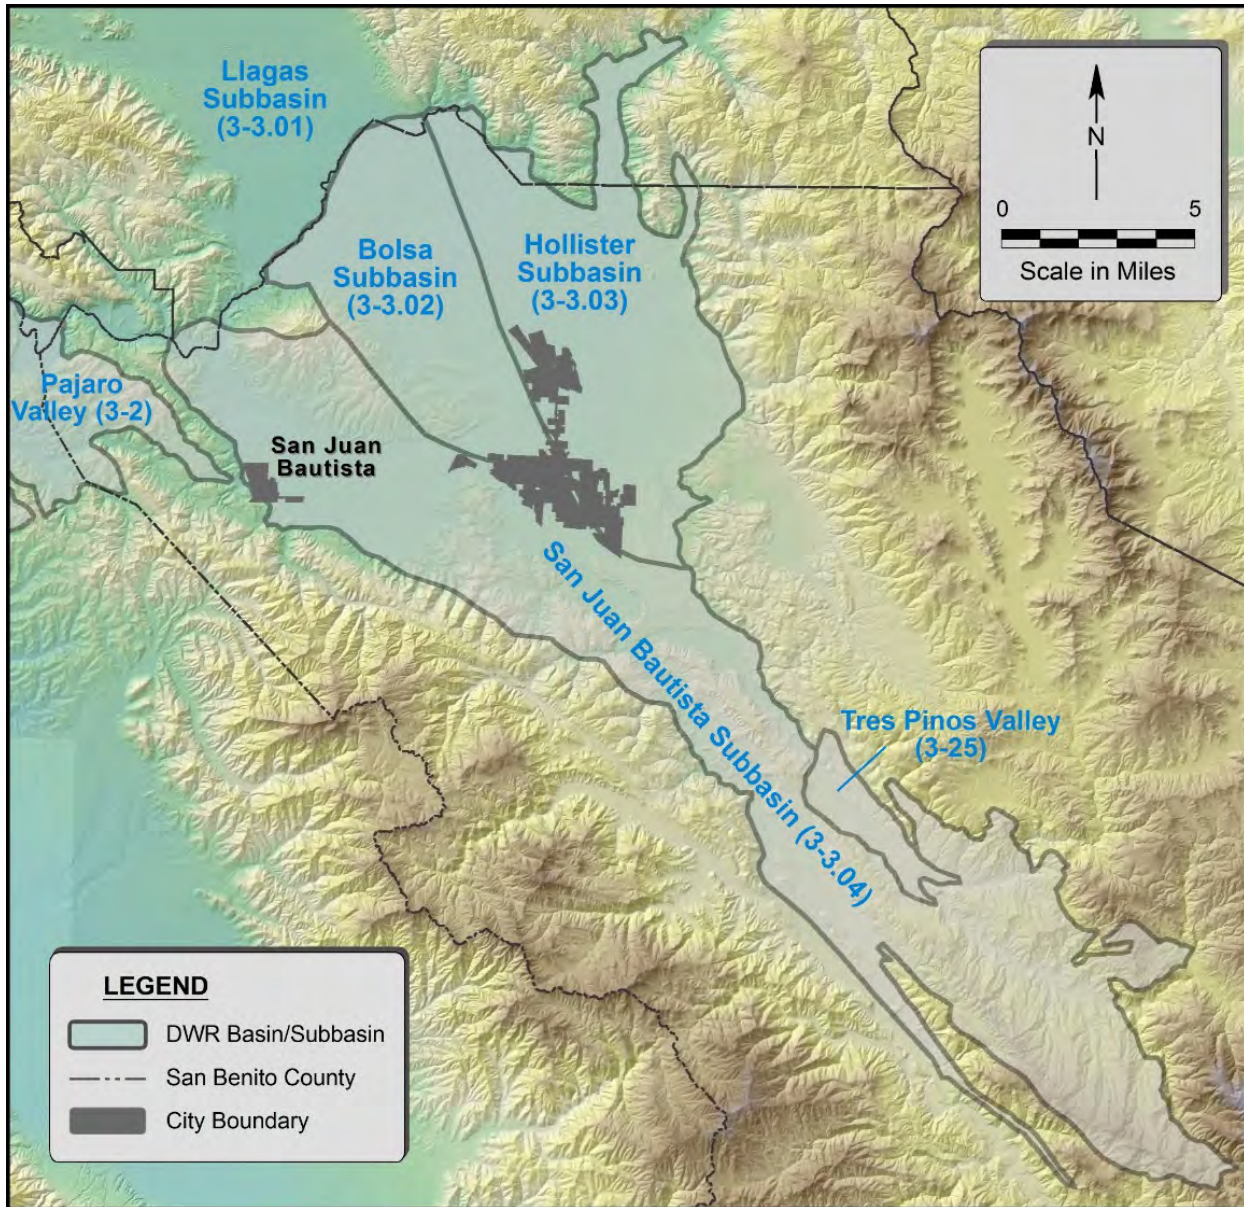 Llagas
Subbasin
(3-3.01)
Bolsa
Subbasin
(3-3.02)
Hollister
Subbasin
(3-3.03)
N
0 5
Scale in Miles
Pajaro
Valley (3-2)
San Juan
Bautista
San Juan Bautista Subbasin (3-3.04)
Tres Pinos Valley
(3-25)
LEGEND
DWR Basin/Subbasin
San Benito County
City Boundary